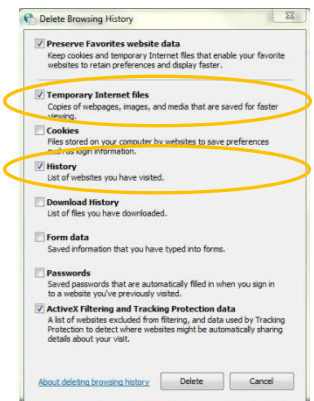 Delete Browsing History
Preserve Favorites website data
Keep cookies and temporary Internet files that enable your favorite
websites to retain preferences and display faster.
Temporary Internet files
Copies of webpages, images, and media that are saved for faster
viewing.
Cookies
Files stored on your computer by websites to save preferences
such as login information.
History
List of websites you have visited.
Download History
List of files you have downloaded.
Form data
Saved information that you have typed into forms.
Passwords
Saved passwords that are automatically filled in when you sign in
to a website you've previously visited.
ActiveX Filtering and Tracking Protection data
A list of websites excluded from filtering, and data used by Tracking
Protection to detect where websites might be automatically sharing
details about your visit.
About deleting browsing history Delete Cancel